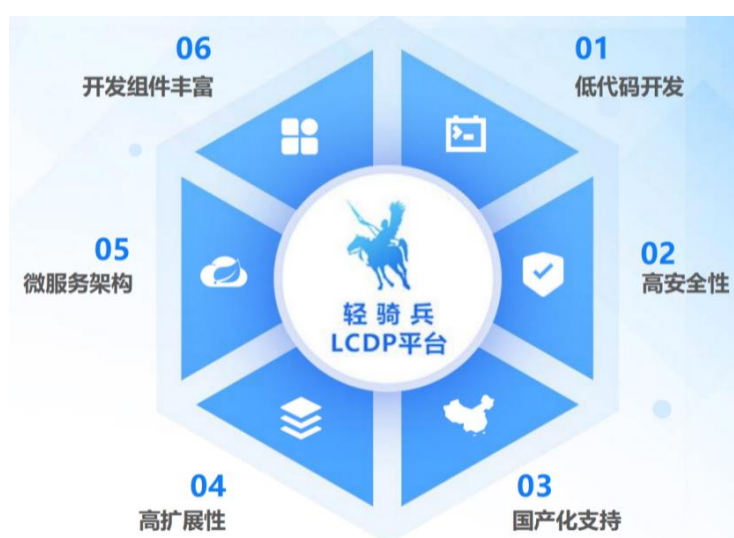 06
开发组件丰富
01
低代码开发
05
微服务架构
02
高安全性
轻骑兵
LCDP平台
04
高扩展性
03
国产化支持